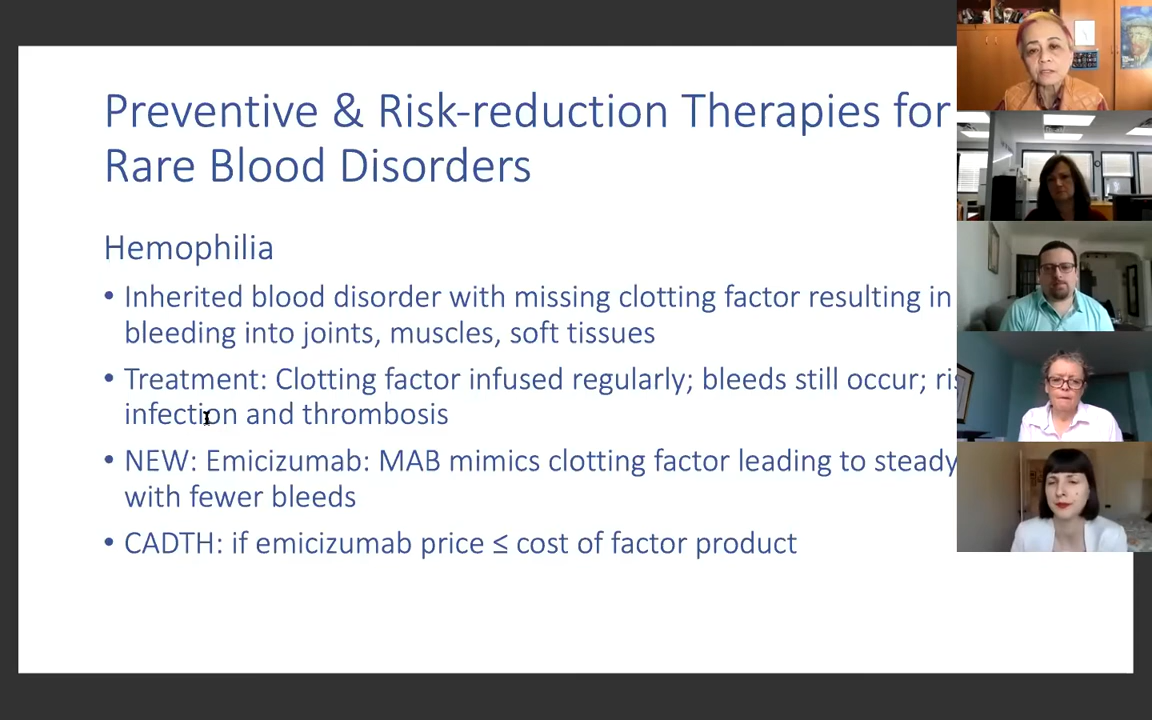 Preventive & Risk-reduction Therapies for
Rare Blood Disorders
Hemophilia
• Inherited blood disorder with missing clotting factor resulting in
bleeding into joints, muscles, soft tissues
• Treatment: Clotting factor infused regularly; bleeds still occur;
infection and thrombosis
• NEW: Emicizumab: MAB mimics clotting factor leading to steady
with fewer bleeds
• CADTH: if emicizumab price ≤ cost of factor product